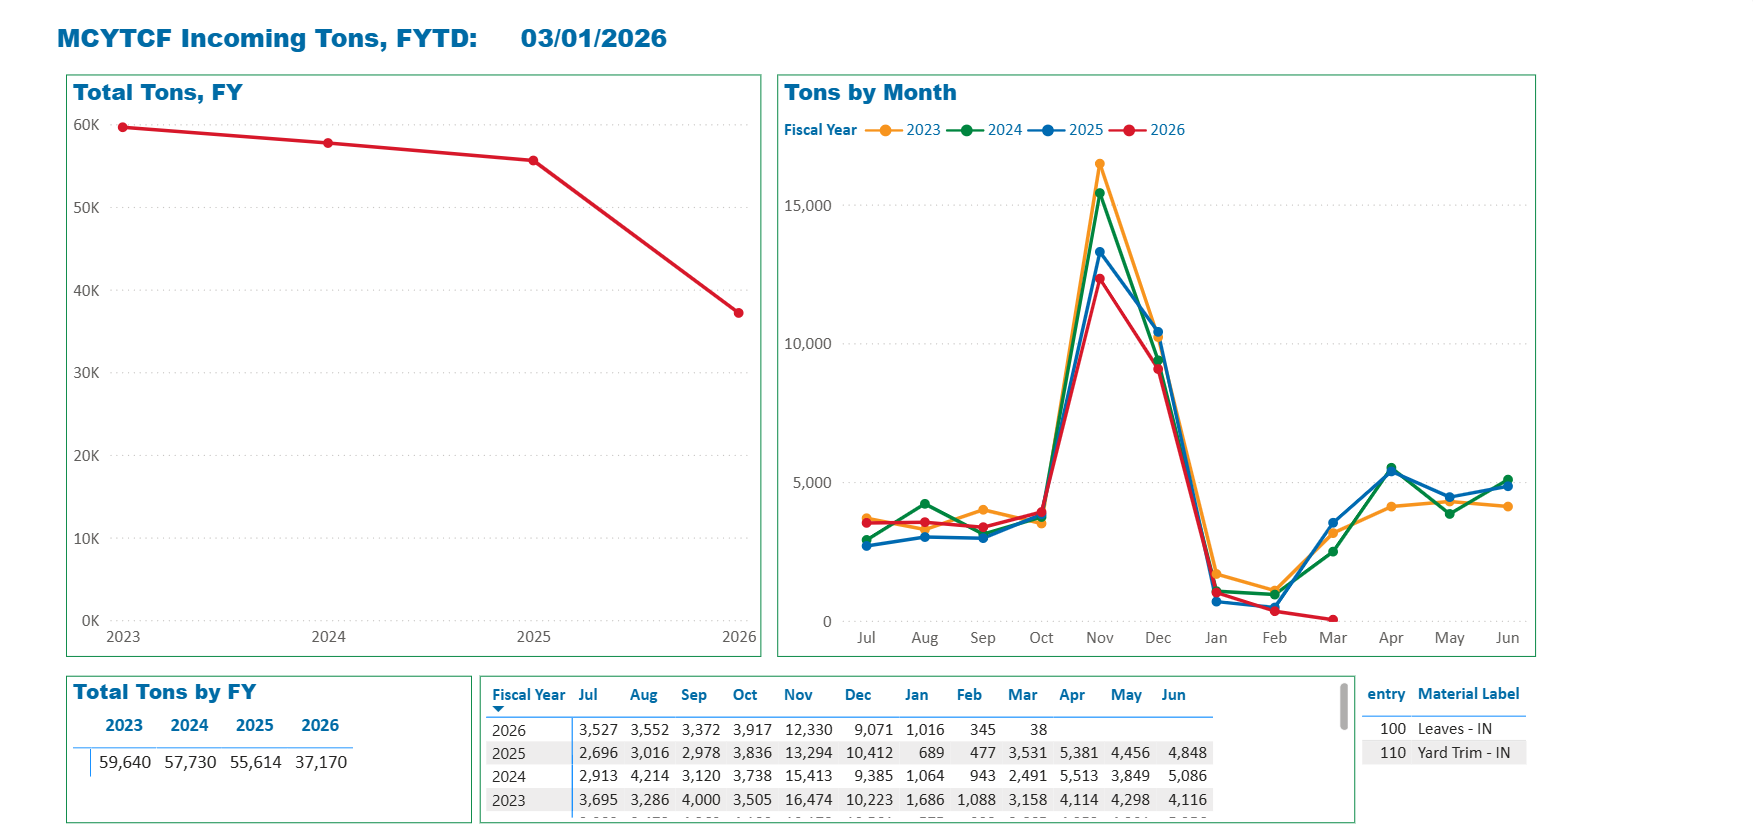 MCYTCF Incoming Tons, FYTD: 03/01/2026
Total Tons, FY
60K
50K
40K
30K
20K
10K
0K
2023 2024 2025 2026
Tons by Month
Fiscal Year 2023 2024 2025 2026
15,000
10,000
5,000
0
Jul Aug Sep Oct Nov Dec Jan Feb Mar Apr May Jun
Total Tons by FY
2023 2024 2025 2026
59,640 57,730 55,614 37,170
Fiscal Year Jul Aug Sep Oct Nov Dec Jan Feb Mar Apr May Jun
2026 3,527 3,552 3,372 3,917 12,330 9,071 1,016 345 38
2025 2,696 3,016 2,978 3,836 13,294 10,412 689 477 3,531 5,381 4,456 4,848
2024 2,913 4,214 3,120 3,738 15,413 9,385 1,064 943 2,491 5,513 3,849 5,086
2023 3,695 3,286 4,000 3,505 16,474 10,223 1,686 1,088 3,158 4,114 4,298 4,116
entry Material Label
100 Leaves - IN
110 Yard Trim - IN